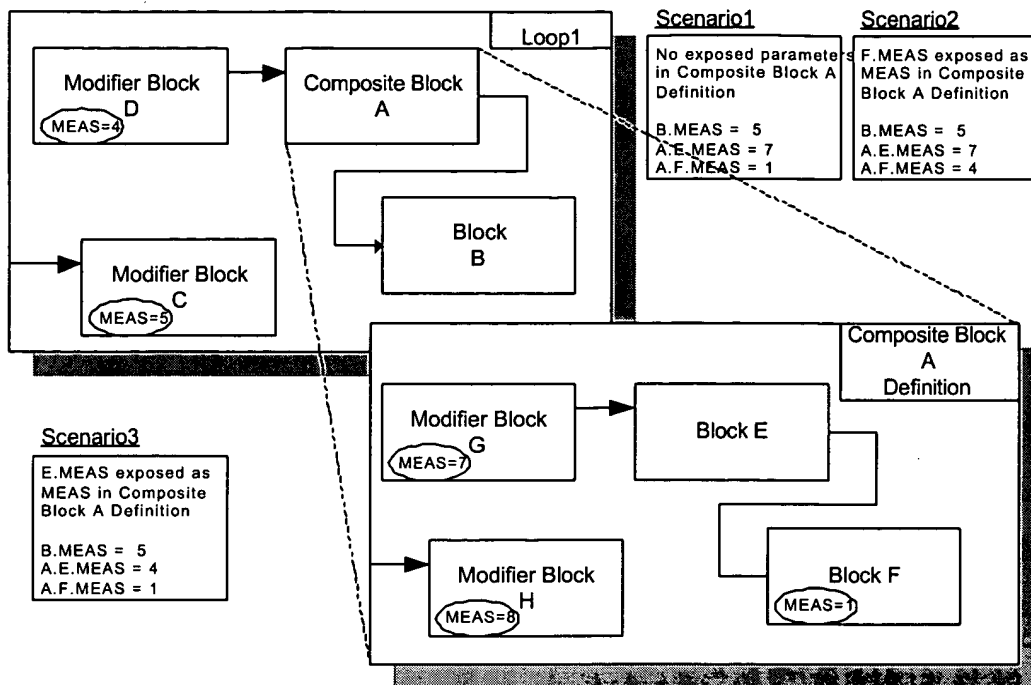 Loop1
Modifier Block
D
MEAS=4
Composite Block
A
Block
B
Modifier Block
C
MEAS=5
Scenario1
No exposed parameters
in Composite Block A
Definition
B.MEAS = 5
A.E.MEAS = 7
A.F.MEAS = 1
Scenario2
F.MEAS exposed as
MEAS in Composite
Block A Definition
B.MEAS = 5
A.E.MEAS = 7
A.F.MEAS = 4
Composite Block
A
Definition
Modifier Block
G
MEAS=7
Block E
Modifier Block
H
MEAS=8
Block F
MEAS=1
Scenario3
E.MEAS exposed as
MEAS in Composite
Block A Definition
B.MEAS = 5
A.E.MEAS = 4
A.F.MEAS = 1